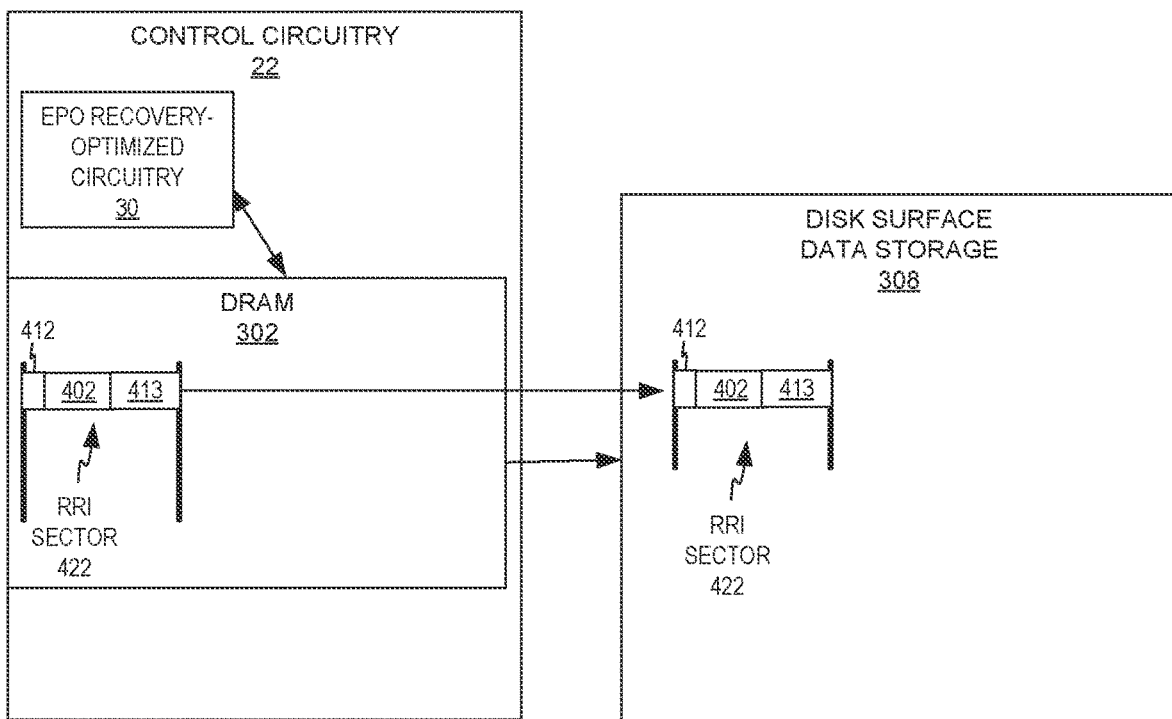 CONTROL CIRCUITRY
22
EPO RECOVERY-
OPTIMIZED
CIRCUITRY
30
DRAM
302
412
402 413
RRI
SECTOR
422
DISK SURFACE
DATA STORAGE
308
412
402 413
RRI
SECTOR
422